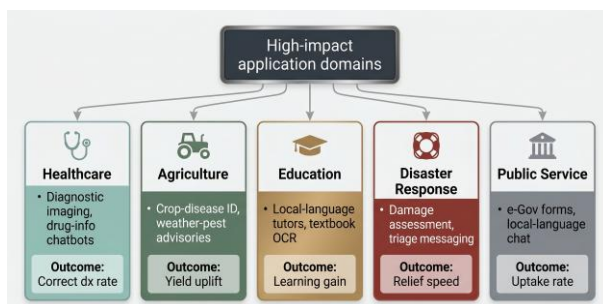 High-impact
application domains
Healthcare
• Diagnostic
imaging,
drug-info
chatbots
Outcome:
Correct dx rate
Agriculture
• Crop-disease ID,
weather-pest
advisories
Outcome:
Yield uplift
Education
• Local-language
tutors, textbook
OCR
Outcome:
Learning gain
Disaster
Response
• Damage
assessment,
triage messaging
Outcome:
Relief speed
Public Service
• e-Gov forms,
local-language
chat
Outcome:
Uptake rate